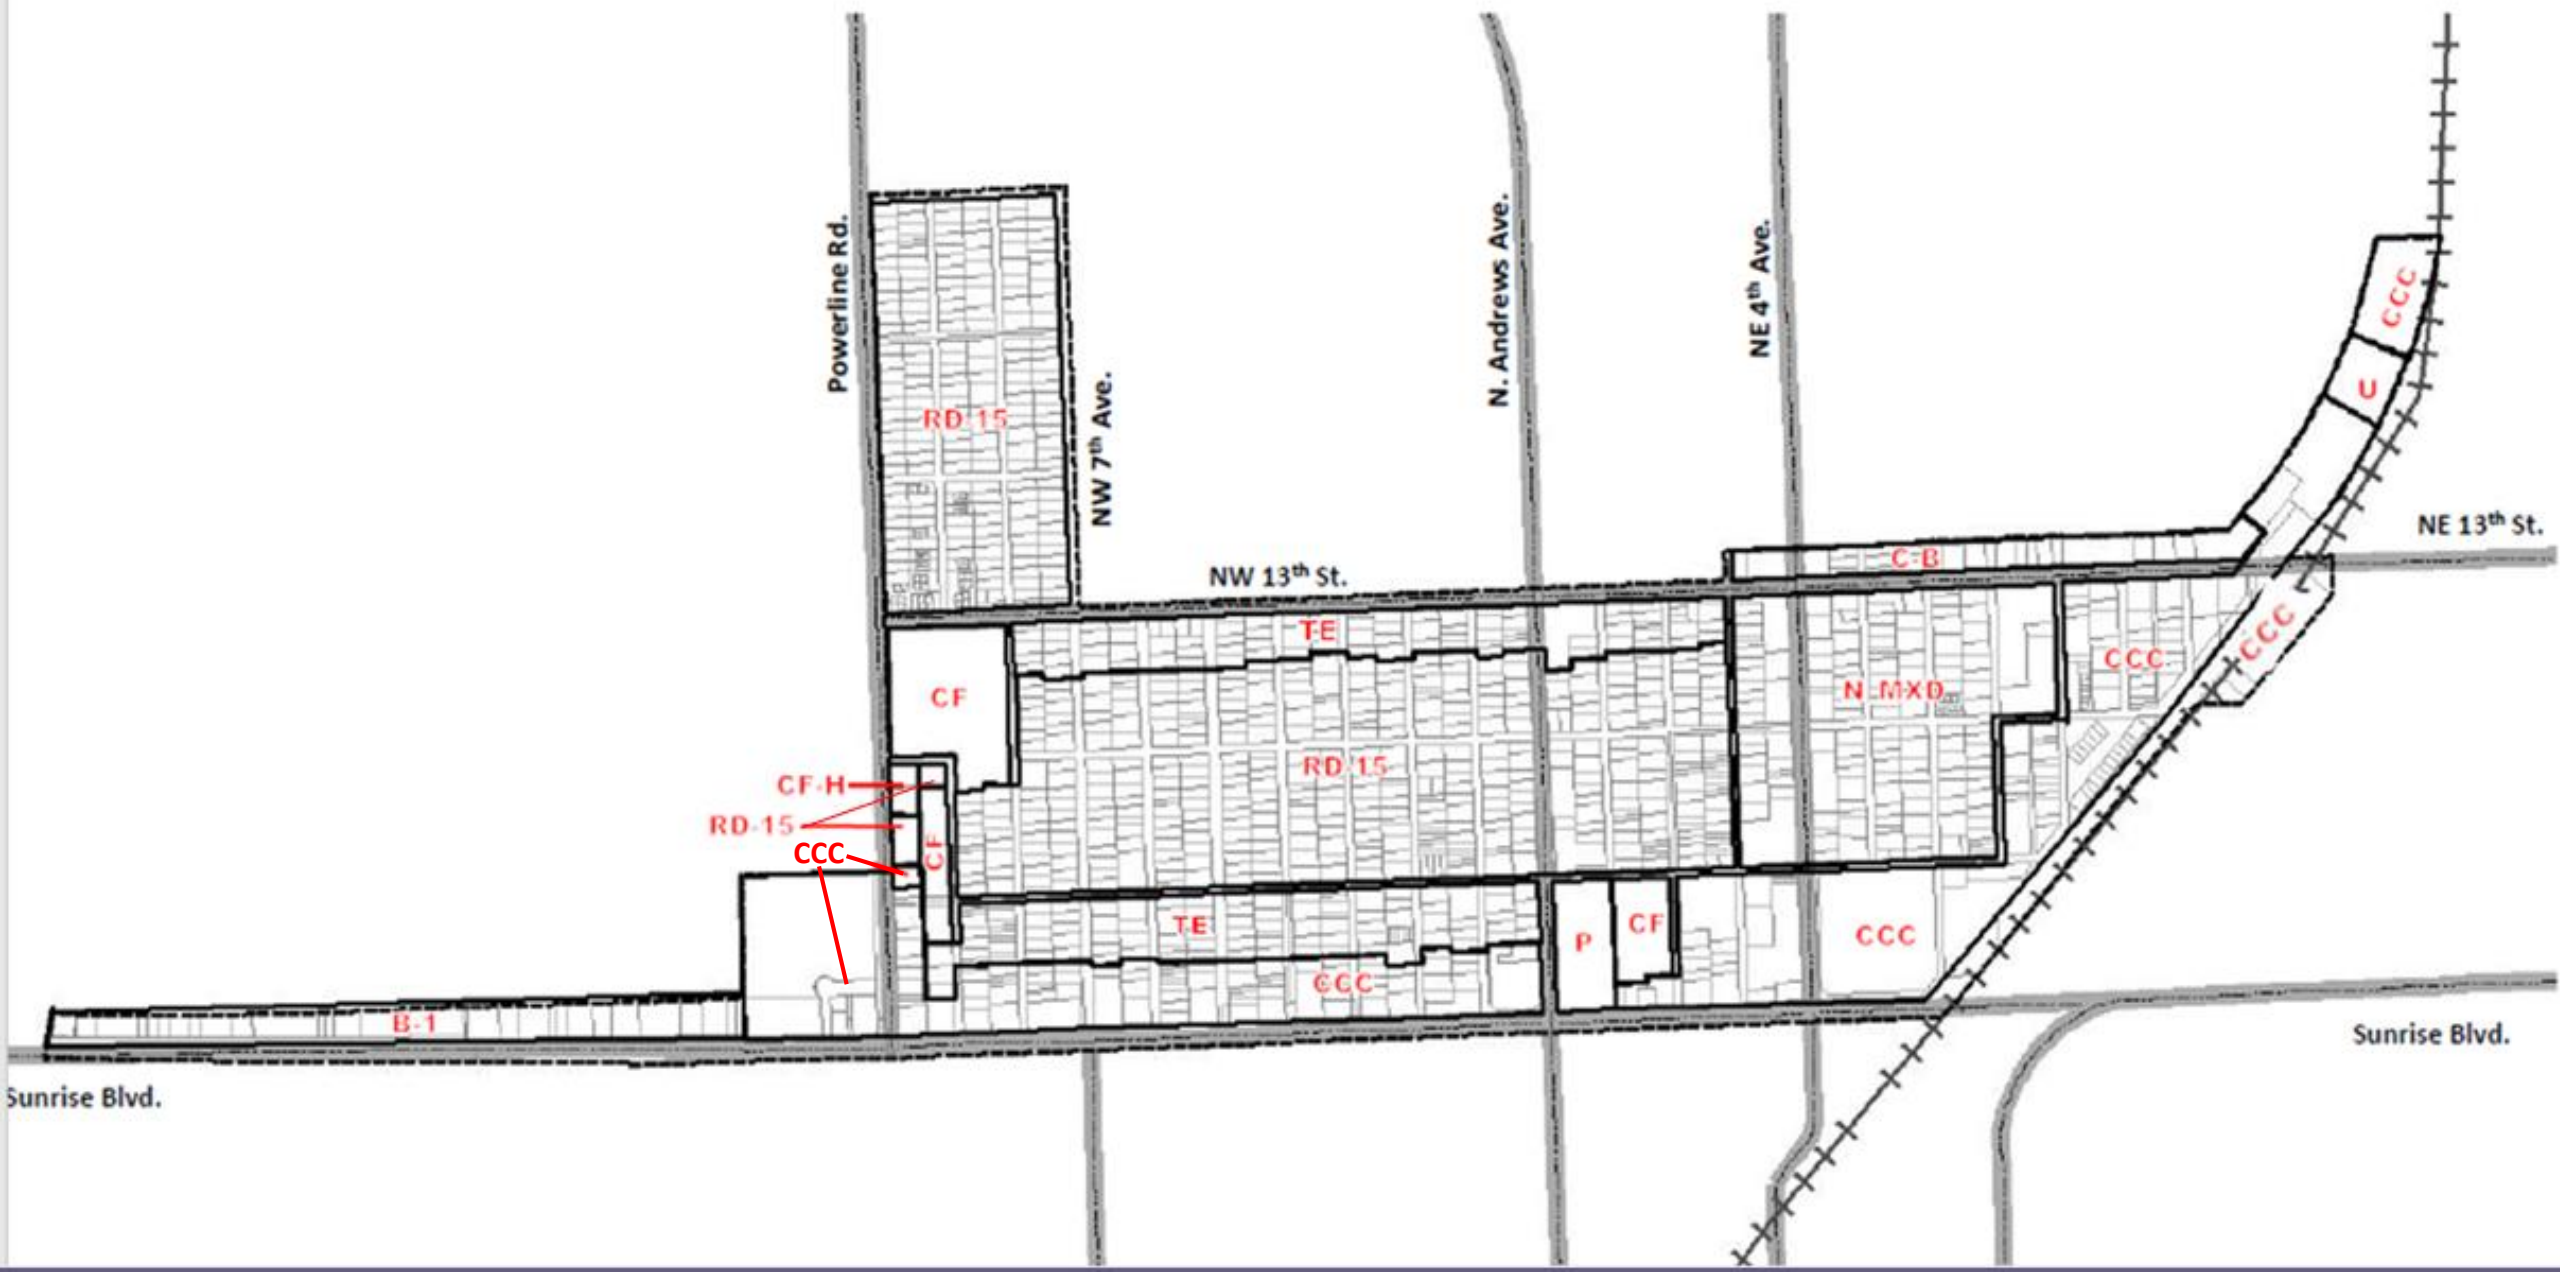 Powerline Rd.
NW 7th Ave.
N. Andrews Ave.
NE 4th Ave.
CCC
U
RD-15
NE 13th St.
NW 13th St.
C-B
TE
CCC
CCC
CF
N MXD
RD-15
CF-H
RD-15
CCC
CF
TE
P
CF
CCC
CCC
B-1
Sunrise Blvd.
Sunrise Blvd.